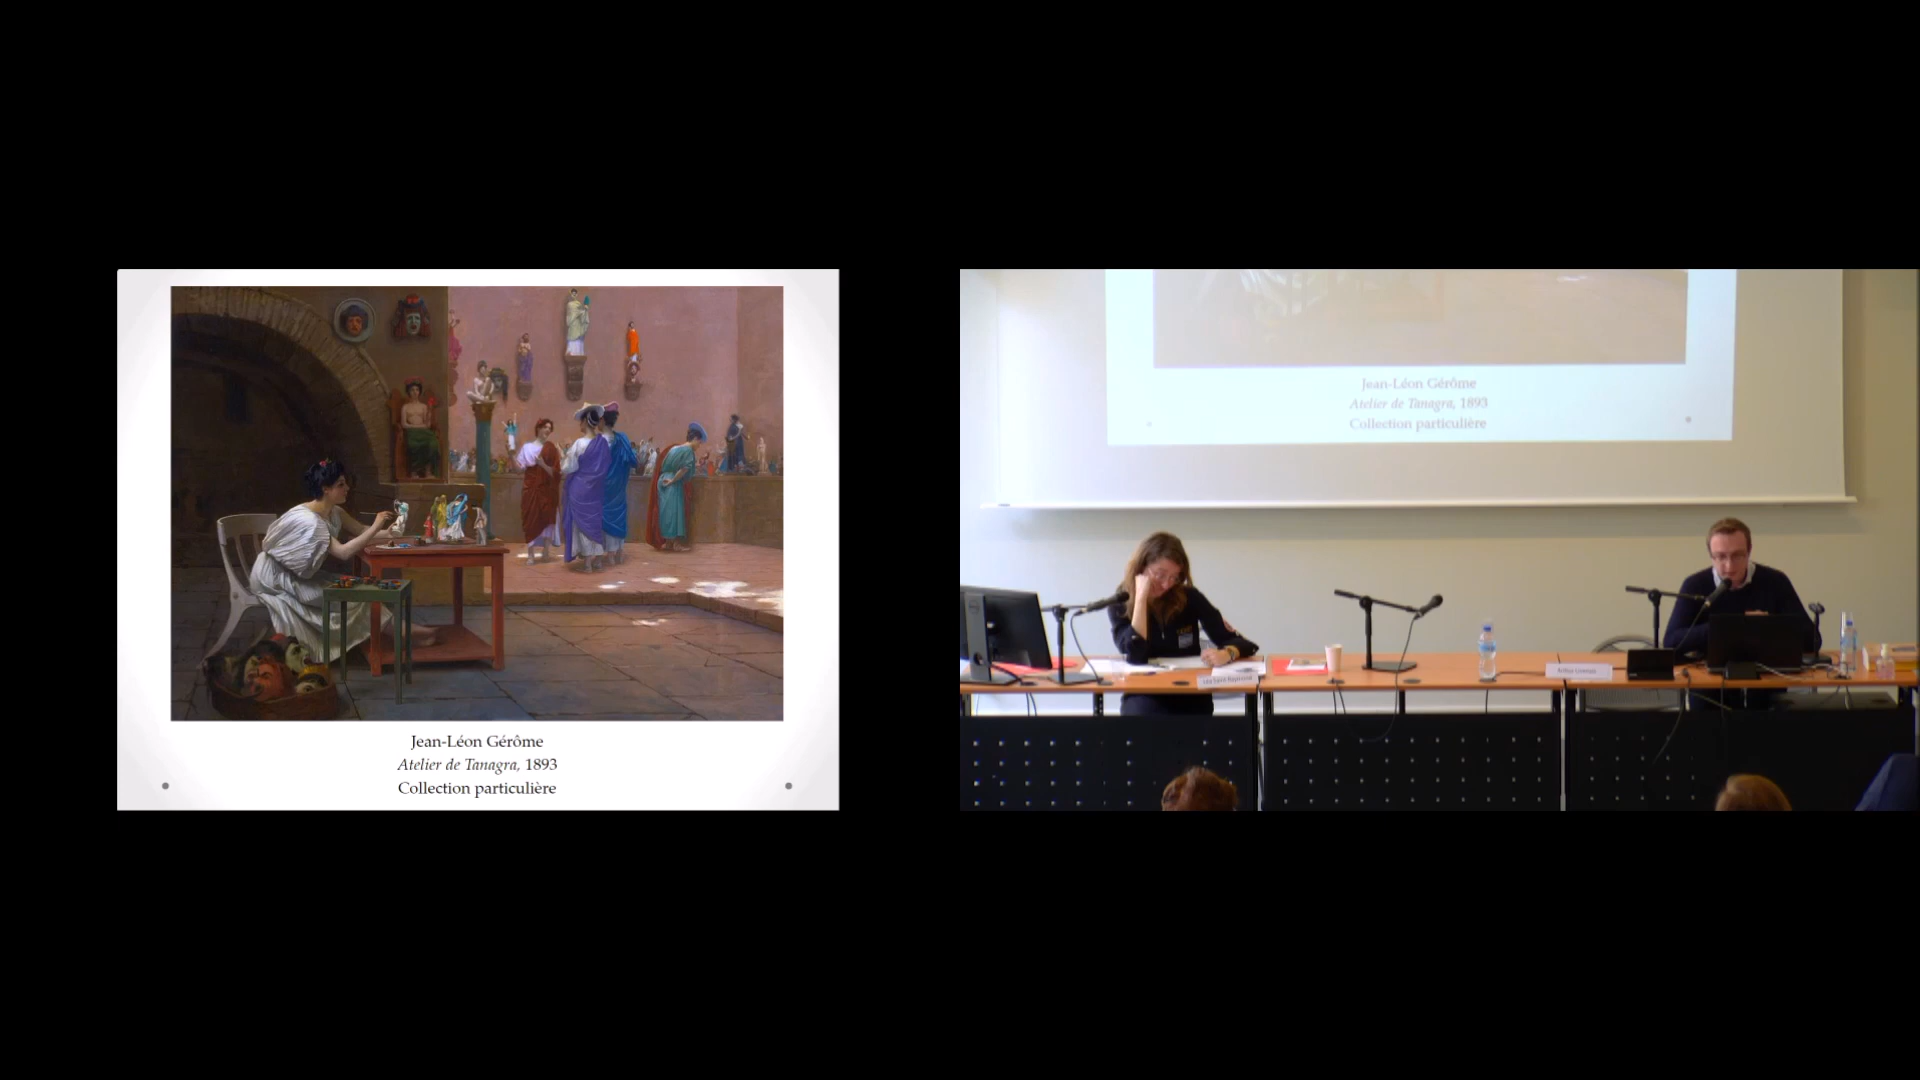 Jean-Léon Gérôme
Atelier de Tanagra, 1893
Collection particulière
Jean-Léon Gérôme
Atelier de Tanagra, 1893
Collection particulière